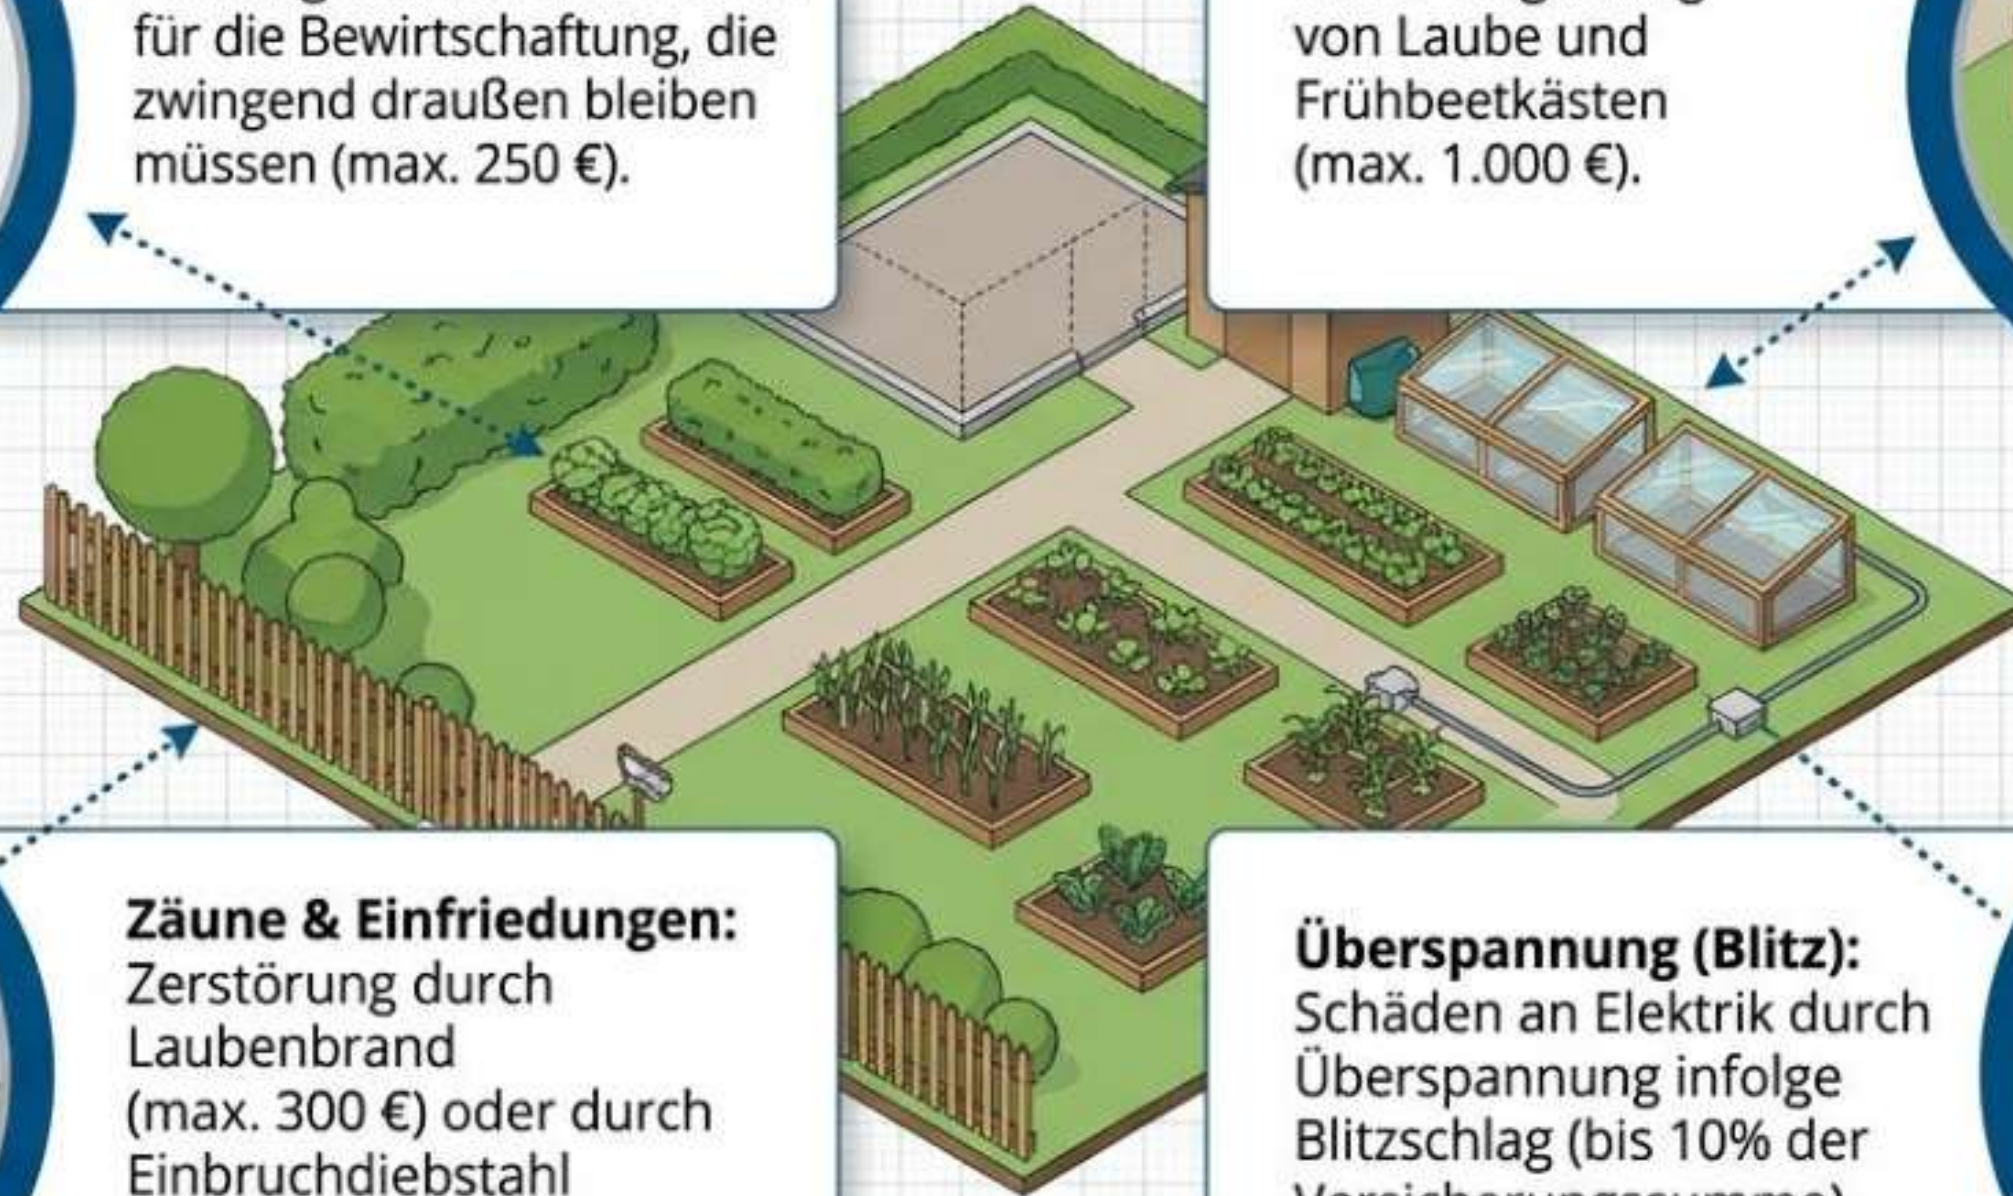 für die Bewirtschaftung, die
zwingend draußen bleiben
müssen (max. 250 €).
von Laube und
Frühbeetkästen
(max. 1.000 €).
Zäune & Einfriedungen:
Zerstörung durch
Laubenbrand
(max. 300 €) oder durch
Einbruchdiebstahl
Überspannung (Blitz):
Schäden an Elektrik durch
Überspannung infolge
Blitzschlag (bis 10% der